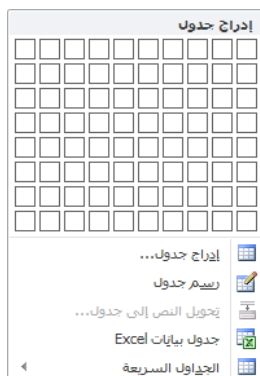 إدراج جدول
إدراج جدول...
رسم جدول
تحويل النص إلى جدول...
جدول بيانات Excel
الجداول السريعة